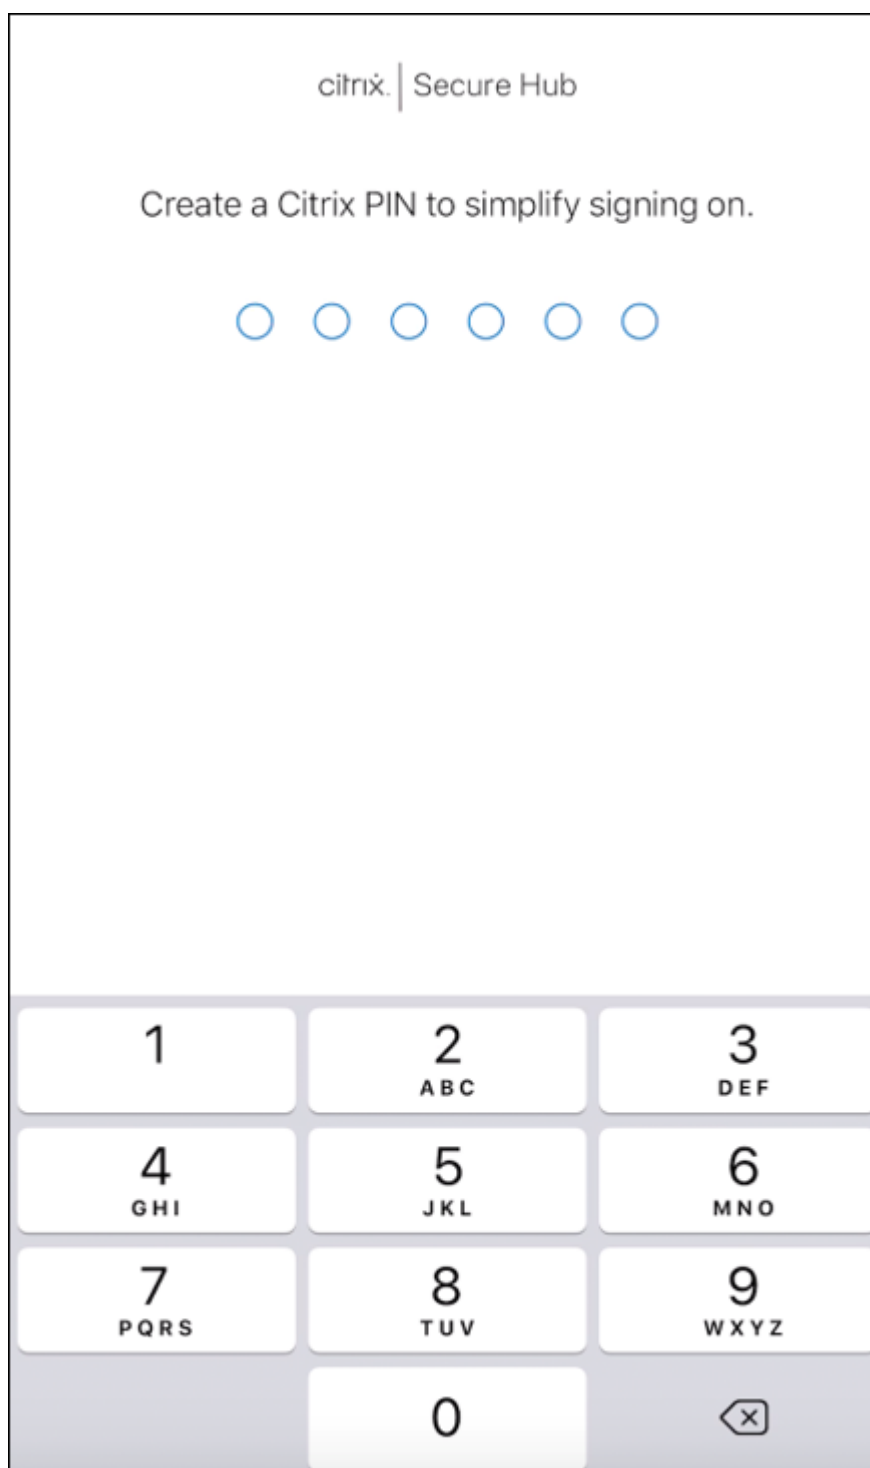 citrix. | Secure Hub
Create a Citrix PIN to simplify signing on.
1
2
ABC
3
DEF
4
GHI
5
JKL
6
MNO
7
PQRS
8
TUV
9
WXYZ
0